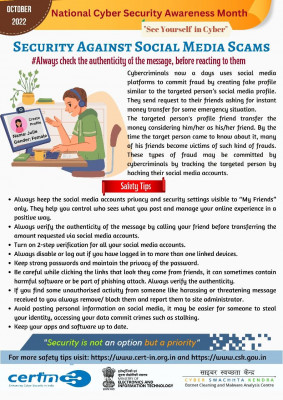 OCTOBER
2022
National Cyber Security Awareness Month
"See Yourself in Cyber"
SECURITY AGAINST SOCIAL MEDIA SCAMS
#Always check the authenticity of the message, before reacting to them
Cybercriminals now a days uses social media
platforms to commit fraud by creating fake profile
similar to the targeted person's social media profile.
They send request to their friends asking for instant
money transfer for some emergency situation.
The targeted person's profile friend transfer the
money considering him/her as his/her friend. By the
time the targeted person came to know about it, many
of his friends become victims of such kind of frauds.
These types of fraud may be committed by
cybercriminals by tracking the targeted person by
hacking their social media accounts.
Create
Profile
Name: Julie
Gender: Female
Safety Tips
• Always keep the social media accounts privacy and security settings visible to "My Friends"
only. They help you control who sees what you post and manage your online experience in a
positive way.
• Always verify the authenticity of the message by calling your friend before transferring the
amount requested via social media accounts.
• Turn on 2-step verification for all your social media accounts.
• Always disable or log out if you have logged in to more than one linked devices.
• Keep strong passwords and maintain the privacy of the password.
• Be careful while clicking the links that look they come from friends, it can sometimes contain
harmful software or be part of phishing attack. Always verify the authenticity.
• If you find some unauthorised activity from someone like harassing or threatening message
received to you always remove/ block them and report them to site administrator.
• Avoid posting personal information on social media, it may be easier for someone to steal
your identity, accessing your data commit crimes such as stalking.
• Keep your apps and software up to date.
"Security is not an option but a priority"
For more safety tips visit: https://www.cert-in.org.in and https://www.csk.gov.in
certin
ELECTRONICS AND
INFORMATION TECHNOLOGY
साइबर स्वच्छता केन्द्र
CYBER SWACHHTA KENDRA
Botnet Cleaning and Malware Analysis Centre